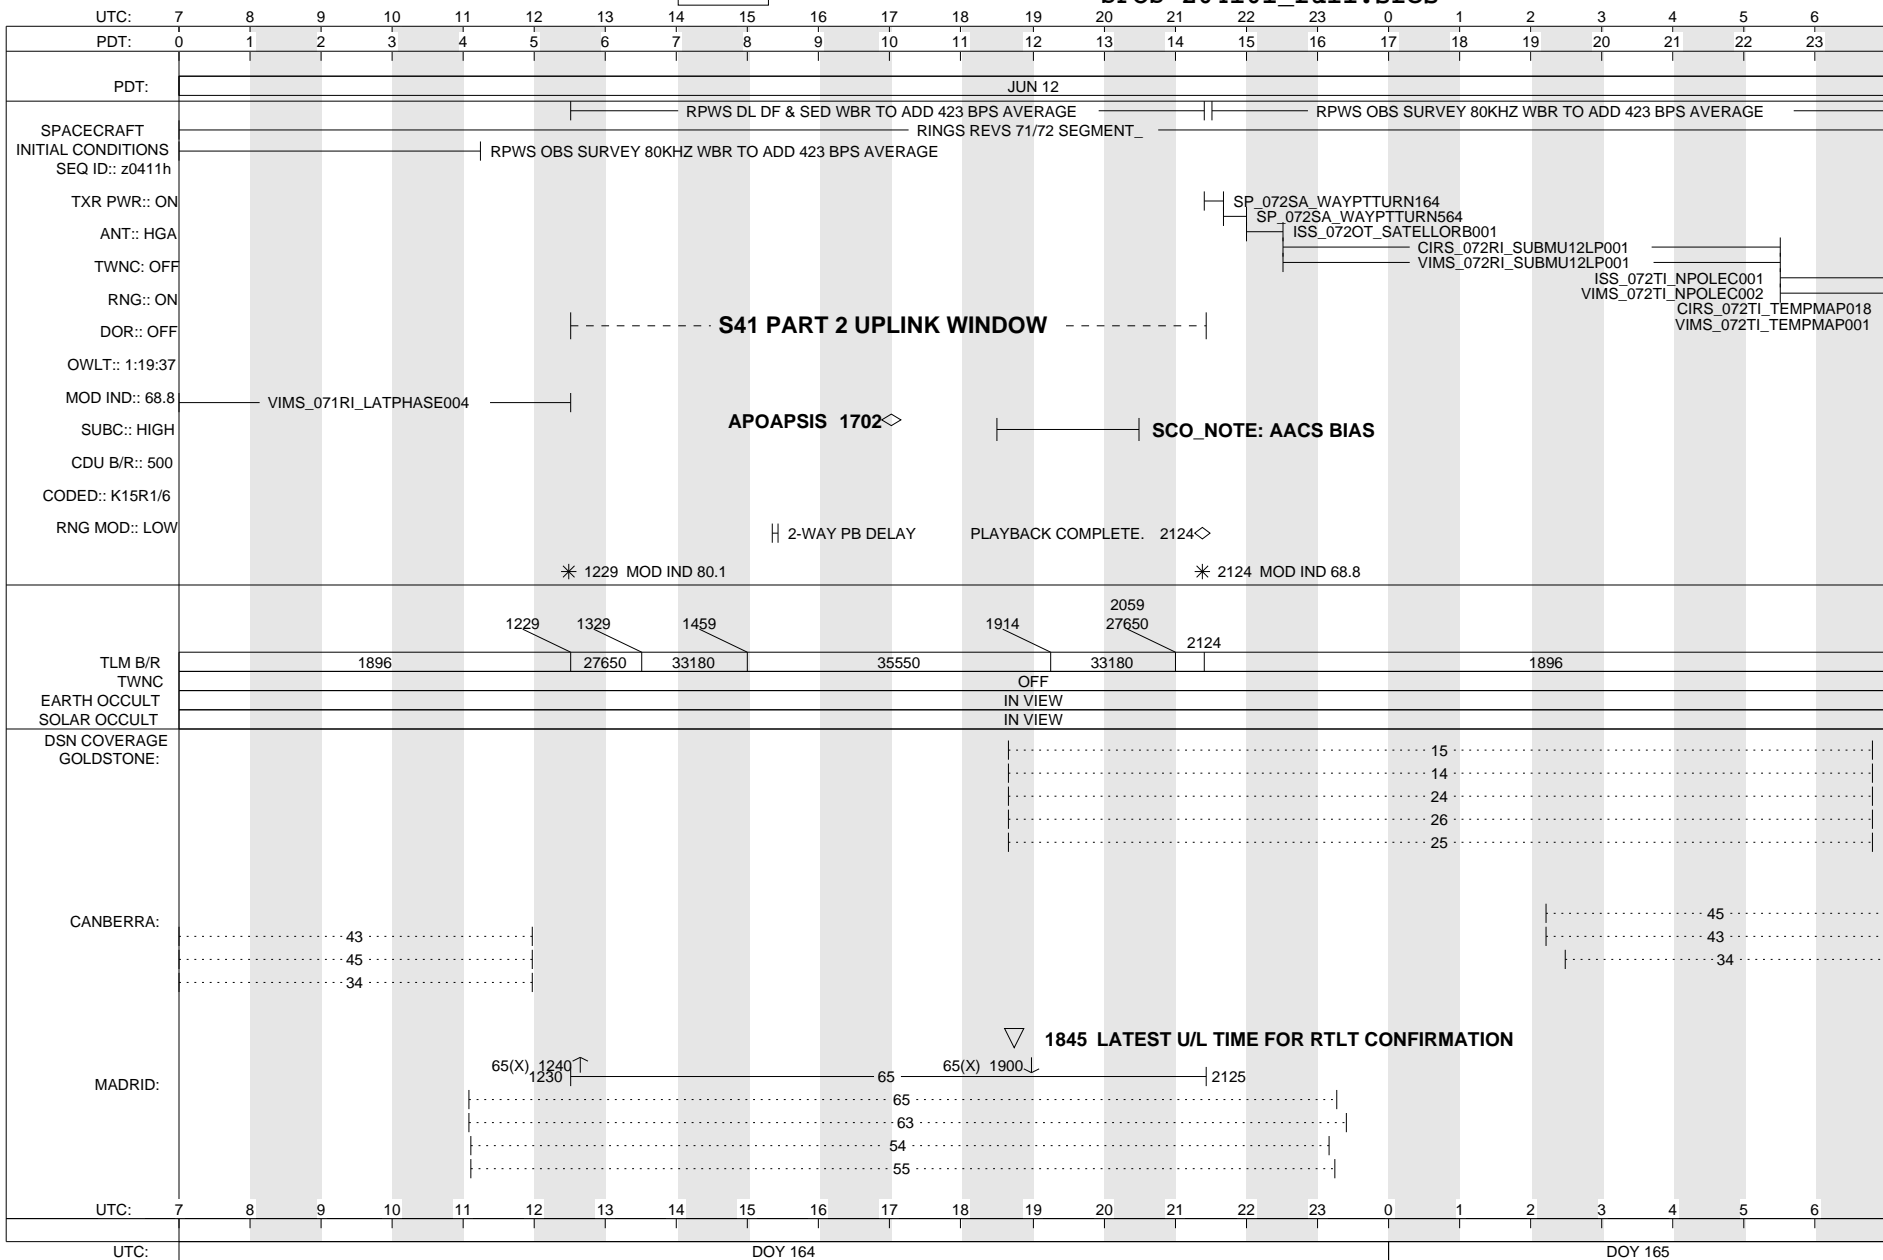 UTC: 7 8 9 10 11 12 13 14 15 16 17 18 19 20 21 22 23 0 1 2 3 4 5 6
PDT: 0 1 2 3 4 5 6 7 8 9 10 11 12 13 14 15 16 17 18 19 20 21 22 23
PDT: JUN 12
RPWS DL DF & SED WBR TO ADD 423 BPS AVERAGE RPWS OBS SURVEY 80KHZ WBR TO ADD 423 BPS AVERAGE
SPACECRAFT RINGS REVS 71/72 SEGMENT_
INITIAL CONDITIONS RPWS OBS SURVEY 80KHZ WBR TO ADD 423 BPS AVERAGE
SEQ ID:: z0411h
TXR PWR:: ON SP_072SA_WAYPTTURN164
SP_072SA_WAYPTTURN564
ANT:: HGA ISS_072OT_SATELLORB001
CIRS_072RI_SUBMU12LP001
TWNC: OFF VIMS_072RI_SUBMU12LP001
ISS_072TI_NPOLEC001
RNG:: ON VIMS_072TI_NPOLEC002
CIRS_072TI_TEMPMAP018
S41 PART 2 UPLINK WINDOW VIMS_072TI_TEMPMAP001
DOR:: OFF
OWLT:: 1:19:37
MOD IND:: 68.8 VIMS_071RI_LATPHASE004
APOAPSIS 1702
SUBC:: HIGH SCO_NOTE: AACS BIAS
CDU B/R:: 500
CODED:: K15R1/6
RNG MOD:: LOW 2-WAY PB DELAY PLAYBACK COMPLETE. 2124
1229 MOD IND 80.1 2124 MOD IND 68.8
2059
1229 1329 1459 1914 27650
2124
TLM B/R 1896 27650 33180 35550 33180 1896
TWNC OFF
EARTH OCCULT IN VIEW
SOLAR OCCULT IN VIEW
DSN COVERAGE
GOLDSTONE: 15
14
24
26
25
CANBERRA: 45
43 43
45 34
34
1845 LATEST U/L TIME FOR RTLT CONFIRMATION
65(X) 1240 65(X) 1900
MADRID: 1230 65 2125
65
63
54
55
UTC: 7 8 9 10 11 12 13 14 15 16 17 18 19 20 21 22 23 0 1 2 3 4 5 6
UTC: DOY 164 DOY 165